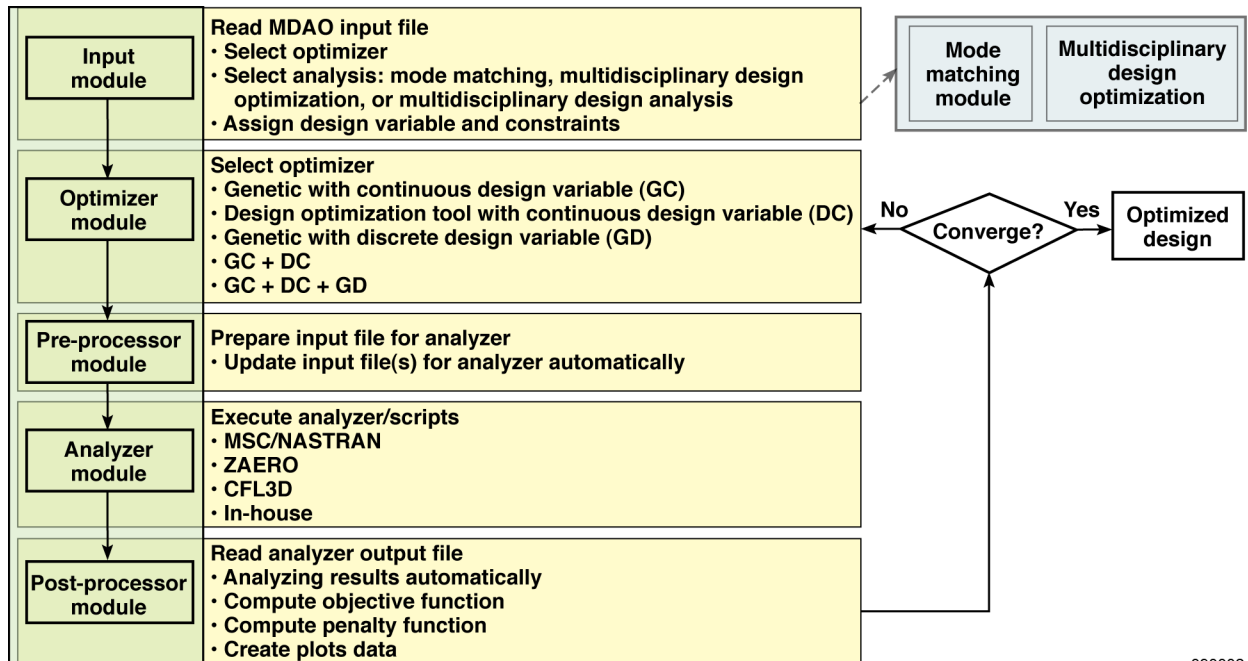 Input
module
Read MDAO input file
· Select optimizer
· Select analysis: mode matching, multidisciplinary design
optimization, or multidisciplinary design analysis
· Assign design variable and constraints
Mode
matching
module
Multidisciplinary
design
optimization
Optimizer
module
Select optimizer
· Genetic with continuous design variable (GC)
· Design optimization tool with continuous design variable (DC)
· Genetic with discrete design variable (GD)
· GC + DC
· GC + DC + GD
No
Converge?
Yes
Optimized
design
Pre-processor
module
Prepare input file for analyzer
· Update input file(s) for analyzer automatically
Analyzer
module
Execute analyzer/scripts
· MSC/NASTRAN
· ZAERO
· CFL3D
· In-house
Post-processor
module
Read analyzer output file
· Analyzing results automatically
· Compute objective function
· Compute penalty function
· Create plots data